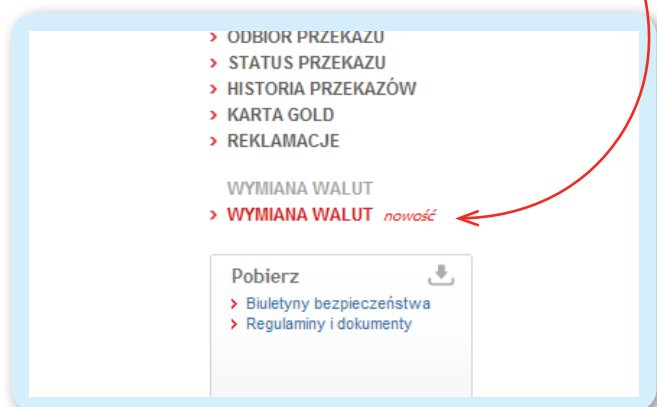 > ODBIÓR PRZEKAZU
> STATUS PRZEKAZU
> HISTORIA PRZEKAZÓW
> KARTA GOLD
> REKLAMACJE
WYMIANA WALUT
> WYMIANA WALUT nowość
Pobierz
> Biuletyny bezpieczeństwa
> Regulaminy i dokumenty